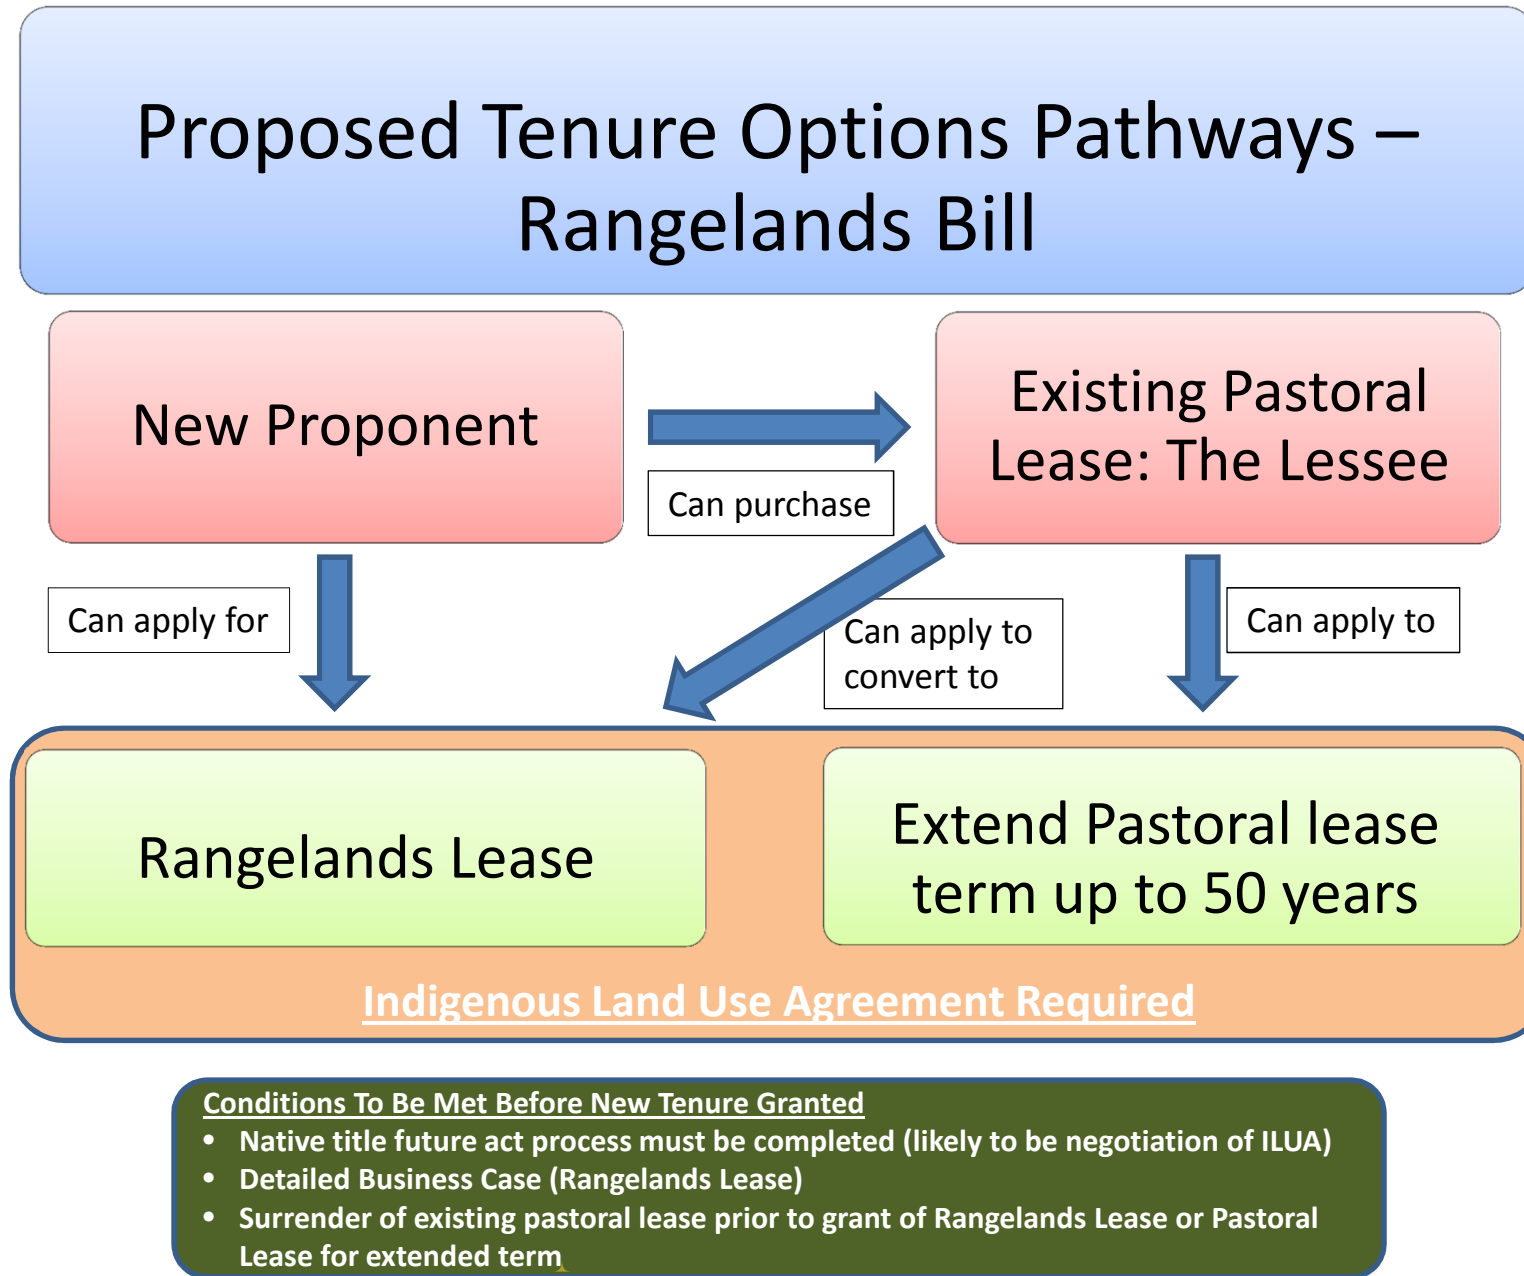 Proposed Tenure Options Pathways –
Rangelands Bill
New Proponent
Existing Pastoral
Lease: The Lessee
Can purchase
Can apply for
Can apply to
convert to
Can apply to
Rangelands Lease
Extend Pastoral lease
term up to 50 years
Indigenous Land Use Agreement Required
Conditions To Be Met Before New Tenure Granted
• Native title future act process must be completed (likely to be negotiation of ILUA)
• Detailed Business Case (Rangelands Lease)
• Surrender of existing pastoral lease prior to grant of Rangelands Lease or Pastoral
Lease for extended term